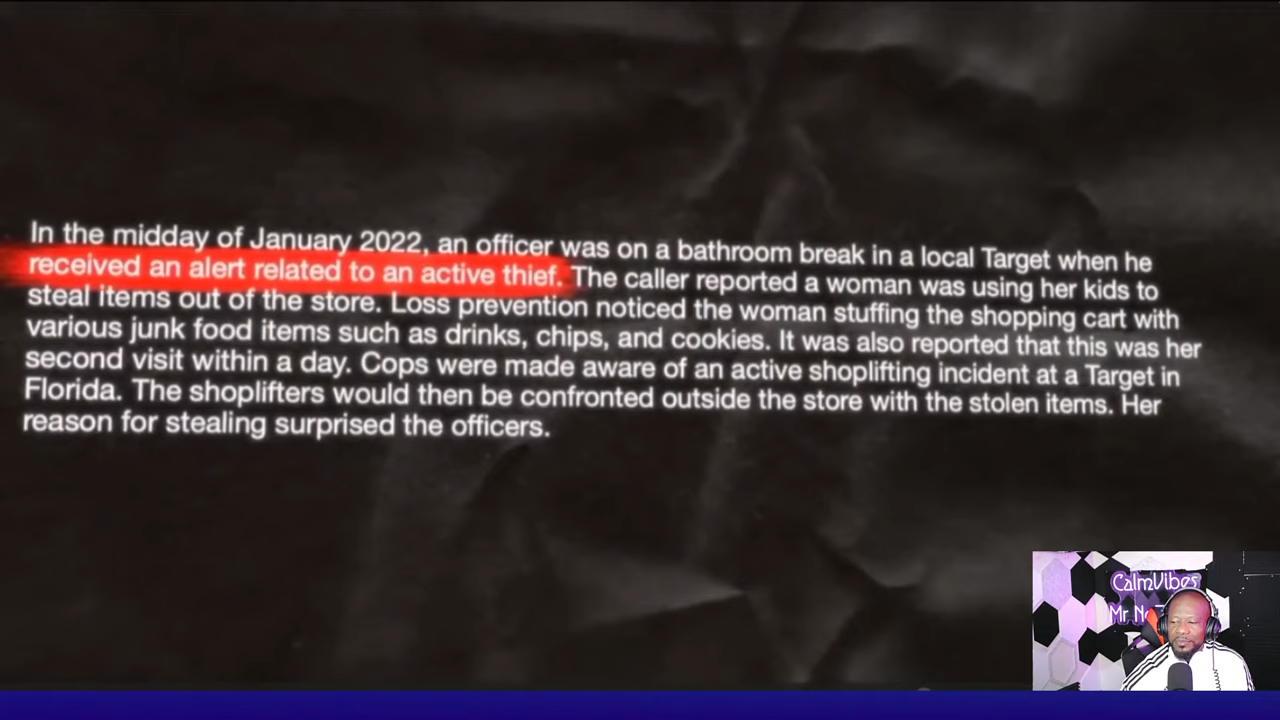 In the midday of January 2022, an officer was on a bathroom break in a local Target when he
received an alert related to an active thief. The caller reported a woman was using her kids to
steal items out of the store. Loss prevention noticed the woman stuffing the shopping cart with
various junk food items such as drinks, chips, and cookies. It was also reported that this was her
second visit within a day. Cops were made aware of an active shoplifting incident at a Target in
Florida. The shoplifters would then be confronted outside the store with the stolen items. Her
reason for stealing surprised the officers.
CalmVibes
Mr